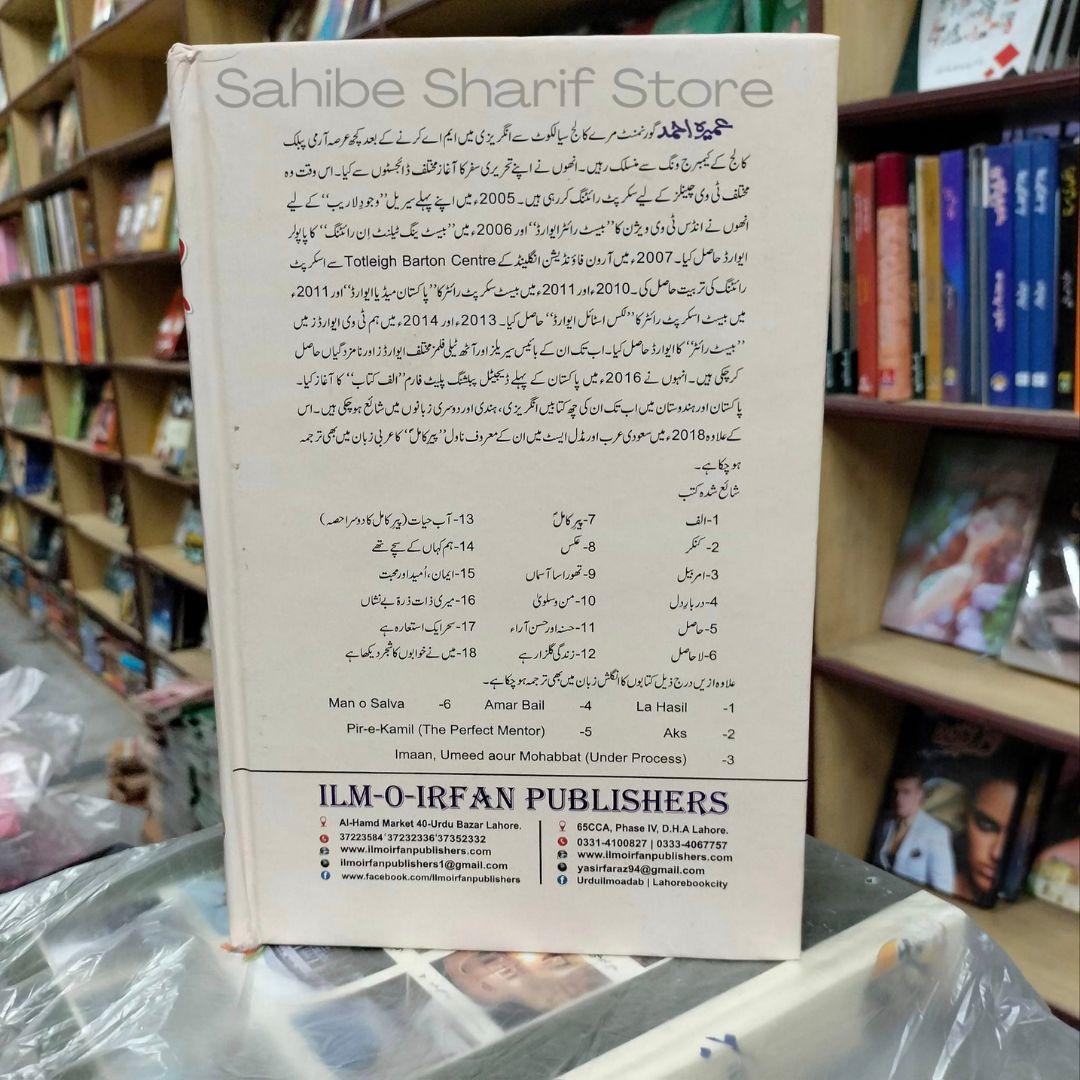 Sahibe Sharif Store
عمیرہ احمد گورنمنٹ مرے کالج سیالکوٹ سے انگریزی میں ایم اے کرنے کے بعد کچھ عرصہ آرمی پبلک
کالج کے کیمبرج ونگ سے منسلک رہیں۔ انھوں نے اپنے تحریری سفر کا آغاز مختلف ڈائجسٹوں سے کیا۔ اس وقت وہ
مختلف ٹی وی چینلز کے لیے سکرپٹ رائٹنگ کر رہی ہیں۔ 2005ء میں اپنے پہلے سیریل ’’وجودِ لاریب‘‘ کے لیے
انھوں نے انڈس ٹی وی ویژن کا ’’بیسٹ رائٹر ایوارڈ‘‘ اور 2006ء میں ’’بیسٹ ینگ ٹیلنٹ اِن رائٹنگ‘‘ کا پاپولر
ایوارڈ حاصل کیا۔ 2007ء میں آرون فاؤنڈیشن انگلینڈ کے Totleigh Barton Centre سے اسکرپٹ
رائٹنگ کی تربیت حاصل کی۔ 2010ء اور 2011ء میں بیسٹ سکرپٹ رائٹر کا ’’پاکستان میڈیا ایوارڈ‘‘ اور 2011ء
میں بیسٹ اسکرپٹ رائٹر کا ’’لکس اسٹائل ایوارڈ‘‘ حاصل کیا۔ 2013ء اور 2014ء میں ہم ٹی وی ایوارڈز میں
’’بیسٹ رائٹر‘‘ کا ایوارڈ حاصل کیا۔ اب تک ان کے بائیس سیریلز اور آٹھ ٹیلی فلمز مختلف ایوارڈز اور نامزدگیاں حاصل
کر چکی ہیں۔ انہوں نے 2016ء میں پاکستان کے پہلے ڈیجیٹل پبلشنگ پلیٹ فارم ’’الف کتاب‘‘ کا آغاز کیا۔
پاکستان اور ہندوستان میں اب تک ان کی چھ کتابیں انگریزی، ہندی اور دوسری زبانوں میں شائع ہو چکی ہیں۔ اس
کے علاوہ 2018ء میں سعودی عرب اور مڈل ایسٹ میں ان کے معروف ناول ’’پیر کاملؐ‘‘ کا عربی زبان میں بھی ترجمہ
ہو چکا ہے۔
شائع شدہ کتب
1- الف 7- پیر کاملؐ 13- آب حیات (پیر کامل کا دوسرا حصہ)
2- کنکر 8- عکس 14- ہم کہاں کے سچے تھے
3- امر بیل 9- تھوڑا سا آسماں 15- ایمان، اُمید اور محبت
4- دربارِ دل 10- من و سلویٰ 16- میری ذات ذرۂ بے نشاں
5- حاصل 11- حسنہ اور حسن آراء 17- سحر ایک استعارہ ہے
6- لا حاصل 12- زندگی گلزار ہے 18- میں نے خوابوں کا شجر دیکھا ہے
علاوہ ازیں درج ذیل کتابوں کا انگلش زبان میں بھی ترجمہ ہو چکا ہے۔
1- La Hasil 4- Amar Bail 6- Man o Salva
2- Aks 5- Pir-e-Kamil (The Perfect Mentor)
3- Imaan, Umeed aour Mohabbat (Under Process)
ILM-O-IRFAN PUBLISHERS
Al-Hamd Market 40-Urdu Bazar Lahore.
37223584'37232336'37352332
www.ilmoirfanpublishers.com
ilmoirfanpublishers1@gmail.com
www.facebook.com/Ilmoirfanpublishers
65CCA, Phase IV, D.H.A Lahore.
0331-4100827 | 0333-4067757
www.ilmoirfanpublishers.com
yasirfaraz94@gmail.com
Urduilmoadab | Lahorebookcity